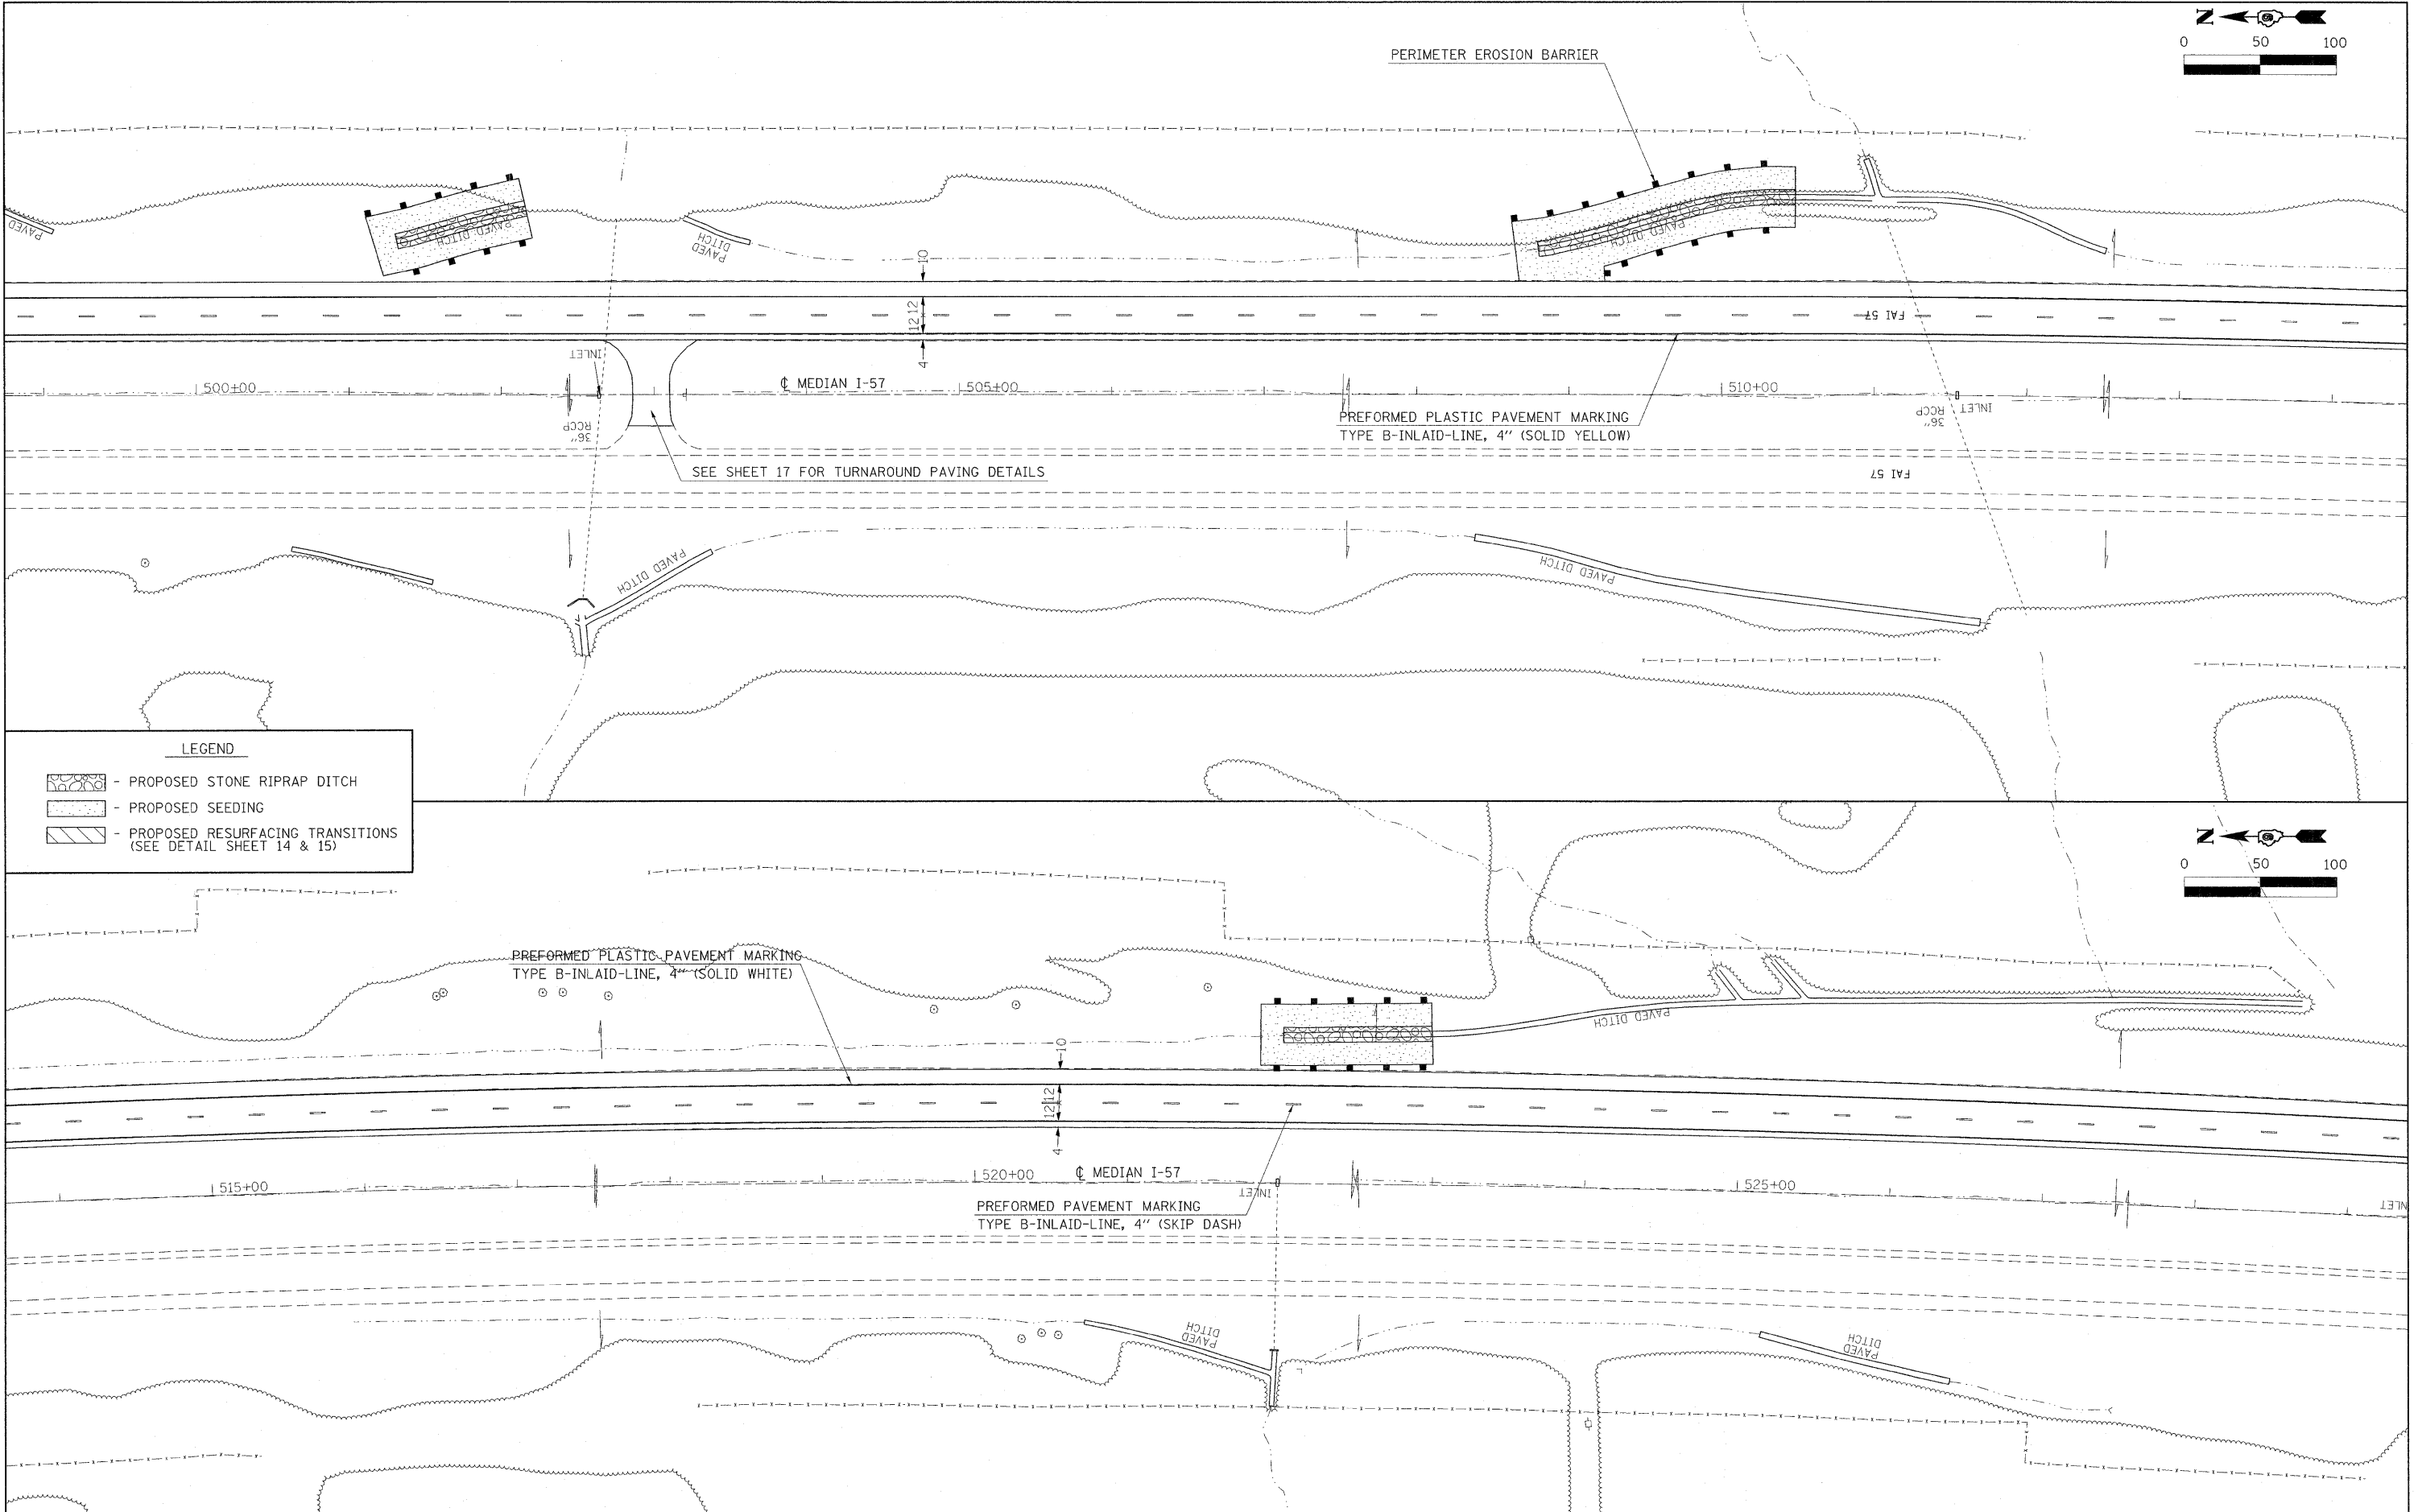 N
0 50 100
PERIMETER EROSION BARRIER
PAVED
PAVED DITCH
PAVED
DITCH
PAVED DITCH
10
12 12
4
FAI 57
INLET
500+00
℄ MEDIAN I-57
505+00
510+00
36"
RCCP
INLET
36"
RCCP
PREFORMED PLASTIC PAVEMENT MARKING
TYPE B-INLAID-LINE, 4" (SOLID YELLOW)
SEE SHEET 17 FOR TURNAROUND PAVING DETAILS
FAI 57
PAVED DITCH
PAVED DITCH
LEGEND
- PROPOSED STONE RIPRAP DITCH
- PROPOSED SEEDING
- PROPOSED RESURFACING TRANSITIONS
(SEE DETAIL SHEET 14 & 15)
N
0 50 100
PREFORMED PLASTIC PAVEMENT MARKING
TYPE B-INLAID-LINE, 4" (SOLID WHITE)
PAVED DITCH
10
12 12
4
515+00
520+00
℄ MEDIAN I-57
INLET
525+00
INLET
PREFORMED PAVEMENT MARKING
TYPE B-INLAID-LINE, 4" (SKIP DASH)
PAVED
DITCH
PAVED
DITCH